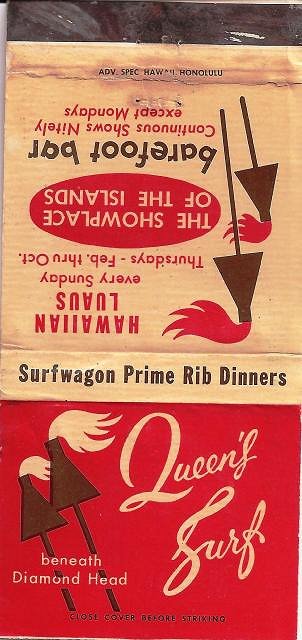 ADV. SPEC. HAWAII, HONOLULU
HAWAIIAN
LUAUS
every Sunday
Thursdays - Feb. thru Oct.
THE SHOWPLACE
OF THE ISLANDS
barefoot bar
Continuous Shows Nitely
except Mondays
Surfwagon Prime Rib Dinners
Queen's
Surf
beneath
Diamond Head
CLOSE COVER BEFORE STRIKING